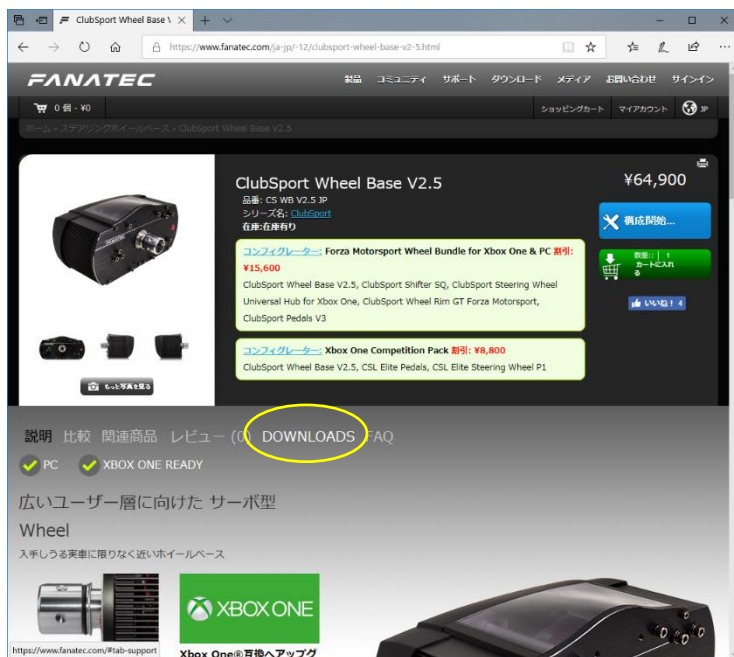 ClubSport Wheel Base V
https://www.fanatec.com/ja-jp/-12/clubsport-wheel-base-v2-5.html
FANATEC
製品 コミュニティ サポート ダウンロード メディア お問い合わせ サインイン
0 個 - ¥0
ショッピングカート マイアカウント JP
ホーム » ステアリングホイールベース » ClubSport Wheel Base V2.5
ClubSport Wheel Base V2.5
¥64,900
品番: CS WB V2.5 JP
シリーズ名: ClubSport
在庫:在庫有り
構成開始...
コンフィグレーター: Forza Motorsport Wheel Bundle for Xbox One & PC 割引:
¥15,600
ClubSport Wheel Base V2.5, ClubSport Shifter SQ, ClubSport Steering Wheel
Universal Hub for Xbox One, ClubSport Wheel Rim GT Forza Motorsport,
ClubSport Pedals V3
数量:: 1
カートに入れ
る
いいね! 4
コンフィグレーター: Xbox One Competition Pack 割引: ¥8,800
ClubSport Wheel Base V2.5, CSL Elite Pedals, CSL Elite Steering Wheel P1
もっと写真を見る
説明 比較 関連商品 レビュー (0) DOWNLOADS FAQ
PC XBOX ONE READY
広いユーザー層に向けた サーボ型
Wheel
入手しうる実車に限りなく近いホイールベース
XBOX ONE
Xbox One®互換へアップグ
https://www.fanatec.com/#tab-support